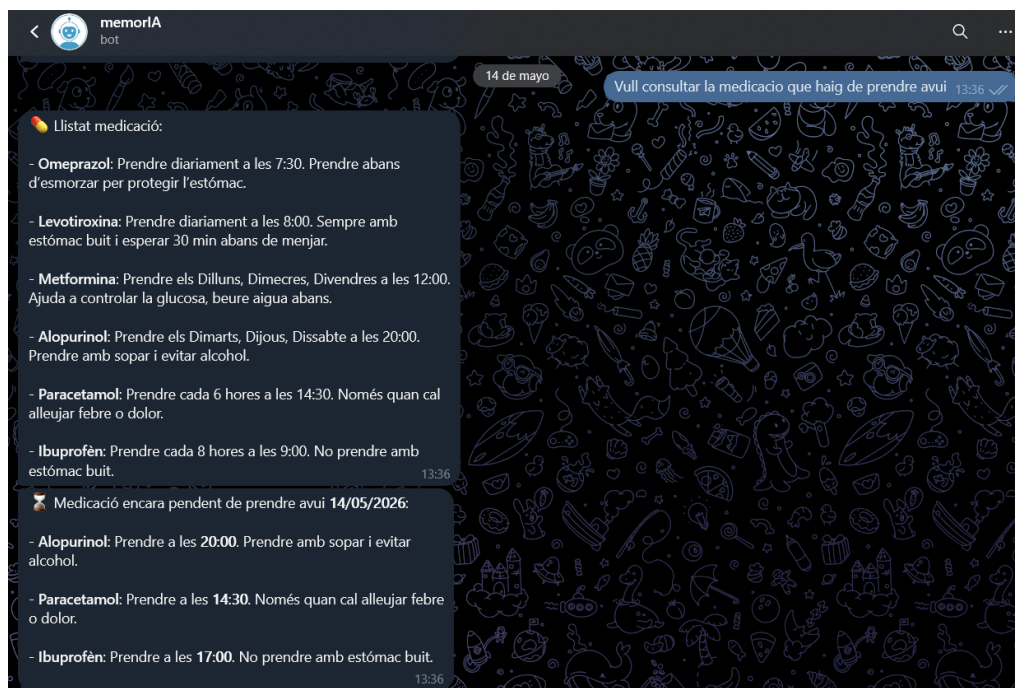 memorIA
bot
14 de mayo
Vull consultar la medicacio que haig de prendre avui 13:36
Llistat medicació:
- Omeprazol: Prendre diariament a les 7:30. Prendre abans
d'esmorzar per protegir l'estómac.
- Levotiroxina: Prendre diariament a les 8:00. Sempre amb
estómac buit i esperar 30 min abans de menjar.
- Metformina: Prendre els Dilluns, Dimecres, Divendres a les 12:00.
Ajuda a controlar la glucosa, beure aigua abans.
- Alopurinol: Prendre els Dimarts, Dijous, Dissabte a les 20:00.
Prendre amb sopar i evitar alcohol.
- Paracetamol: Prendre cada 6 hores a les 14:30. Només quan cal
alleujar febre o dolor.
- Ibuprofèn: Prendre cada 8 hores a les 9:00. No prendre amb
estómac buit. 13:36
Medicació encara pendent de prendre avui 14/05/2026:
- Alopurinol: Prendre a les 20:00. Prendre amb sopar i evitar
alcohol.
- Paracetamol: Prendre a les 14:30. Només quan cal alleujar febre
o dolor.
- Ibuprofèn: Prendre a les 17:00. No prendre amb estómac buit.
13:36